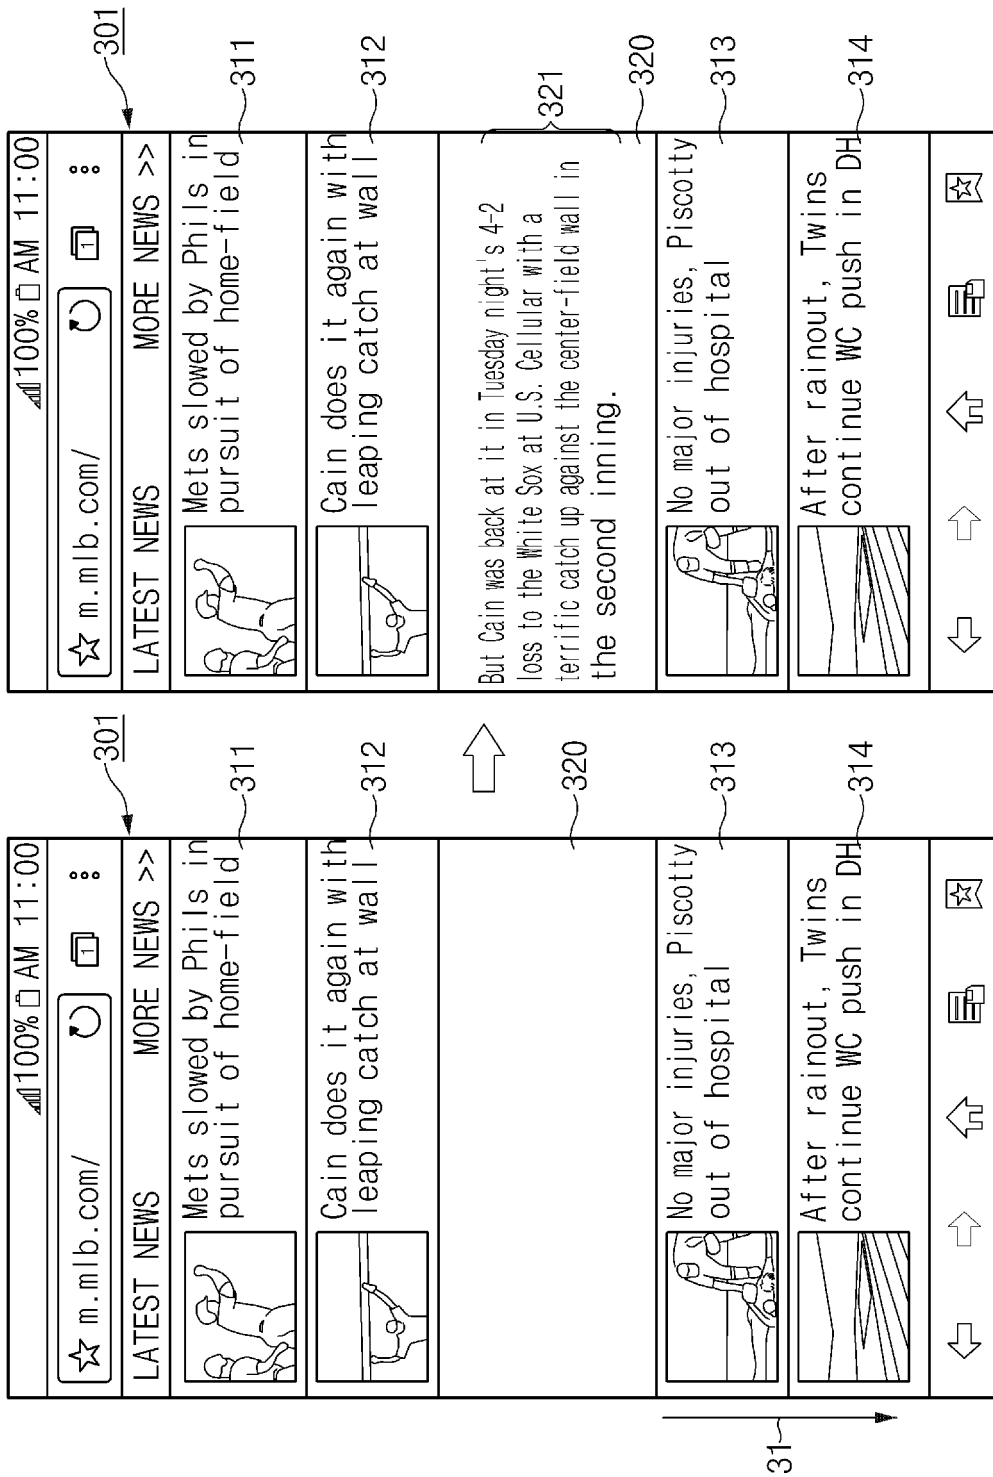 100% AM 11:00
m.mlb.com/
1
LATEST NEWS MORE NEWS >>
301
Mets slowed by Phils in
pursuit of home-field
311
Cain does it again with
leaping catch at wall
312
320
No major injuries, Piscotty
out of hospital
313
After rainout, Twins
continue WC push in DH
314
31
100% AM 11:00
m.mlb.com/
1
LATEST NEWS MORE NEWS >>
301
Mets slowed by Phils in
pursuit of home-field
311
Cain does it again with
leaping catch at wall
312
But Cain was back at it in Tuesday night's 4-2
loss to the White Sox at U.S. Cellular with a
terrific catch up against the center-field wall in
the second inning.
321
320
No major injuries, Piscotty
out of hospital
313
After rainout, Twins
continue WC push in DH
314